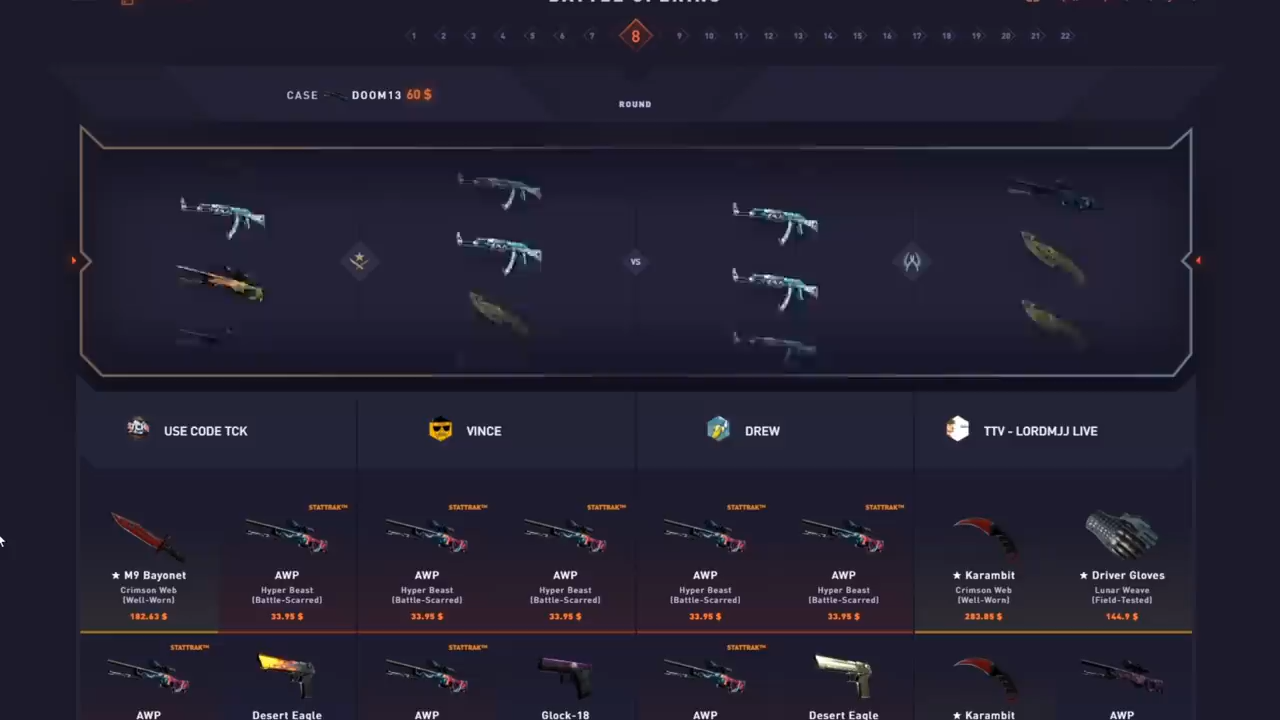 BATTLE OPENING
1 2 3 4 5 6 7 8 9 10 11 12 13 14 15 16 17 18 19 20 21 22
CASE DOOM13 60 $
ROUND
VS
USE CODE TCK
VINCE
DREW
TTV - LORDMJJ LIVE
STATTRAK™ STATTRAK™ STATTRAK™ STATTRAK™ STATTRAK™
★ M9 Bayonet AWP AWP AWP AWP AWP ★ Karambit ★ Driver Gloves
Crimson Web Hyper Beast Hyper Beast Hyper Beast Hyper Beast Hyper Beast Crimson Web Lunar Weave
(Well-Worn) (Battle-Scarred) (Battle-Scarred) (Battle-Scarred) (Battle-Scarred) (Battle-Scarred) (Well-Worn) (Field-Tested)
182.63 $ 33.95 $ 33.95 $ 33.95 $ 33.95 $ 33.95 $ 283.85 $ 144.9 $
STATTRAK™ STATTRAK™ STATTRAK™
AWP Desert Eagle AWP Glock-18 AWP Desert Eagle ★ Karambit AWP